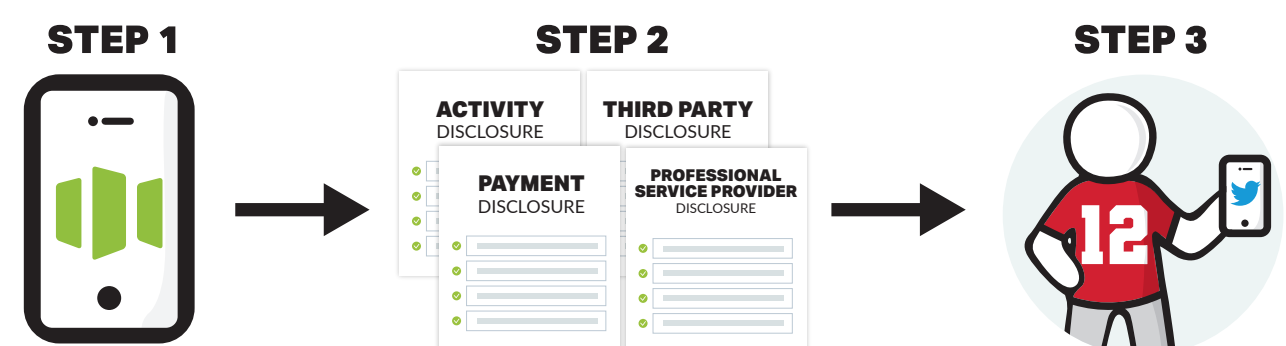 STEP 1
STEP 2
STEP 3
ACTIVITY
DISCLOSURE
THIRD PARTY
DISCLOSURE
PAYMENT
DISCLOSURE
PROFESSIONAL
SERVICE PROVIDER
DISCLOSURE
12